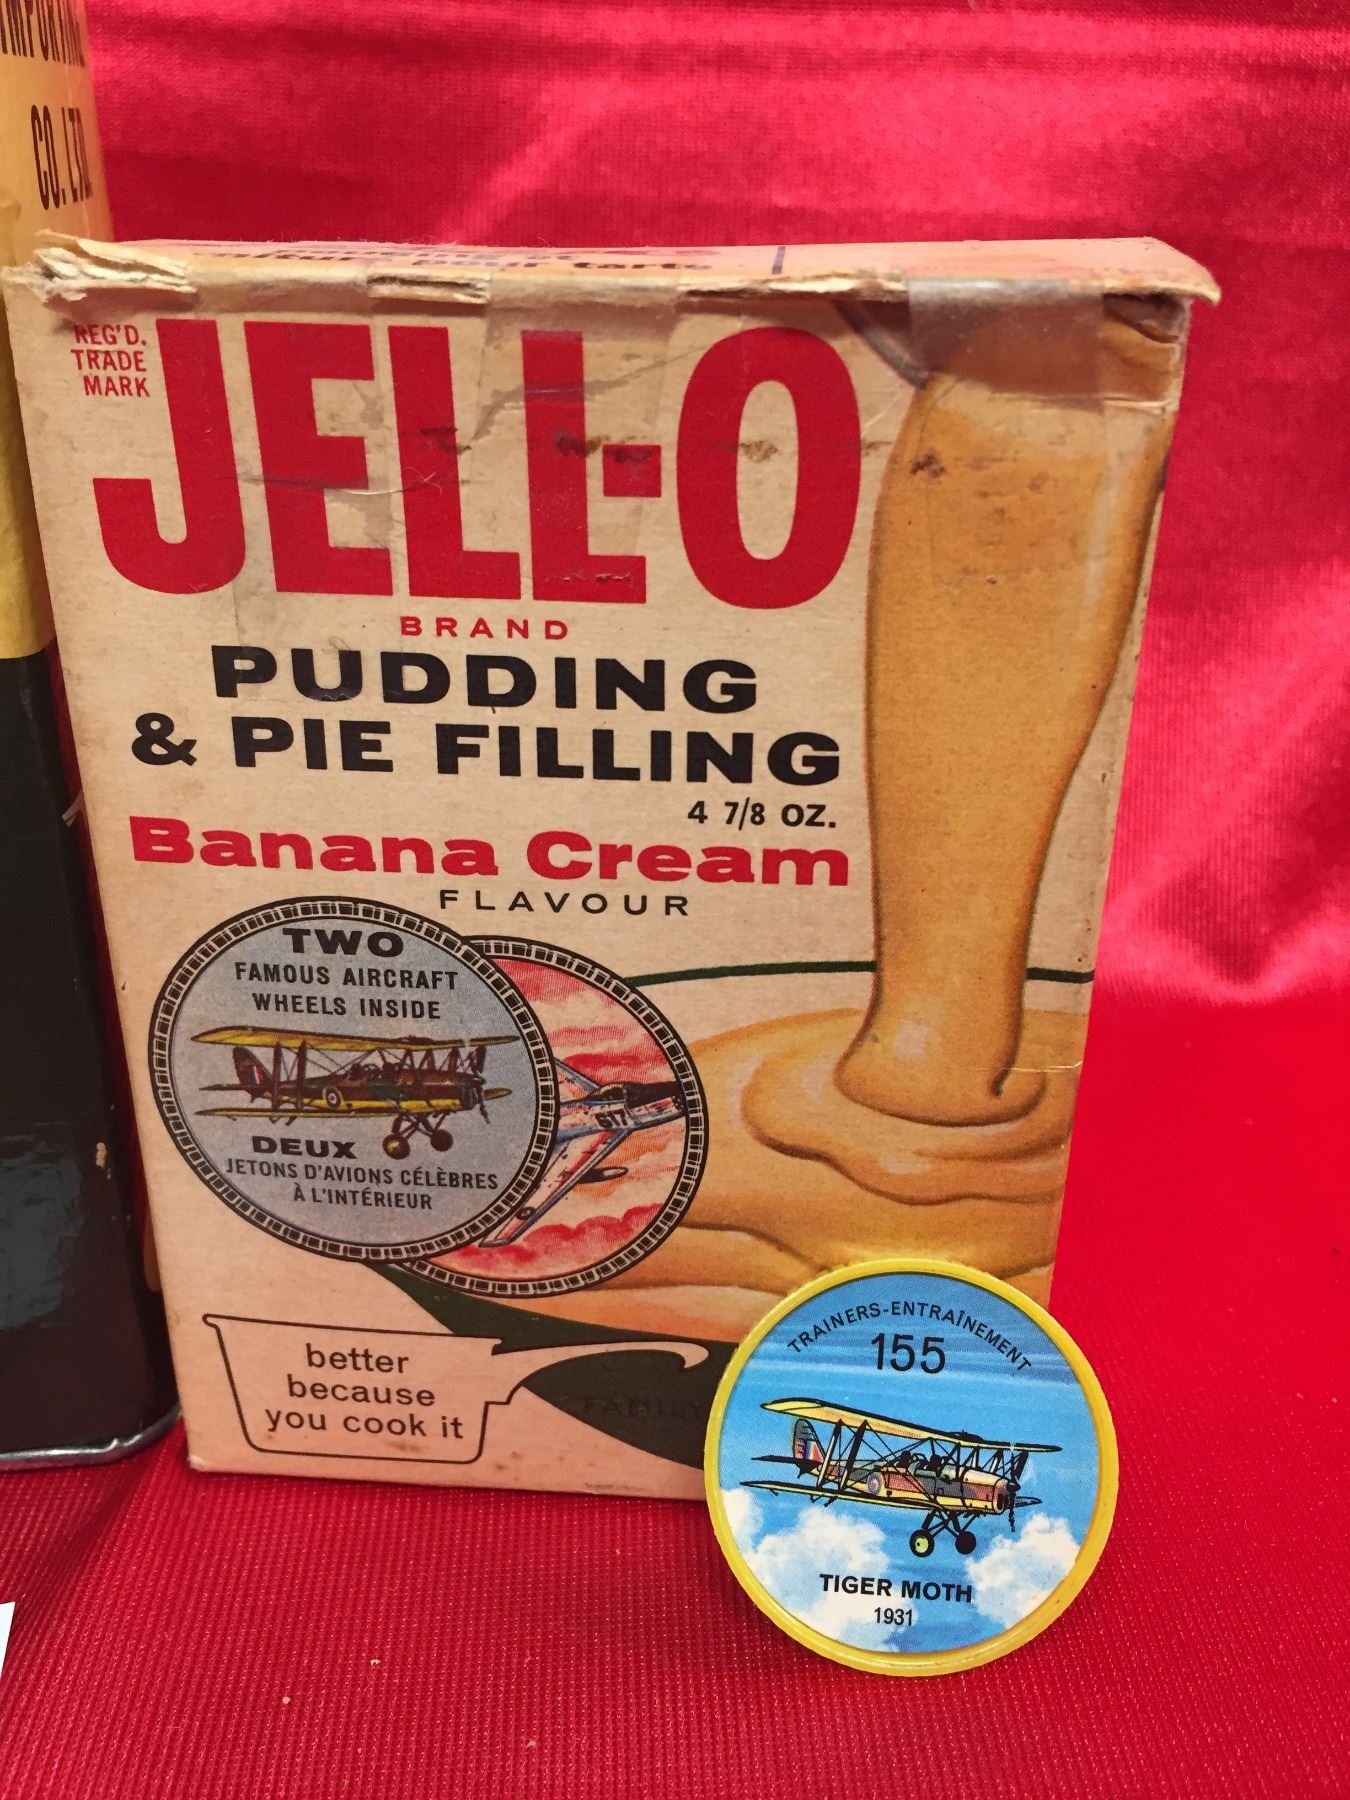 CO. LTD.
REG'D.
TRADE
MARK
JELL-O
BRAND
PUDDING
& PIE FILLING
4 7/8 OZ.
Banana Cream
FLAVOUR
TWO
FAMOUS AIRCRAFT
WHEELS INSIDE
DEUX
JETONS D'AVIONS CÉLÈBRES
À L'INTÉRIEUR
617
better
because
you cook it
FAMILY
TRAINERS-ENTRAÎNEMENT
155
TIGER MOTH
1931